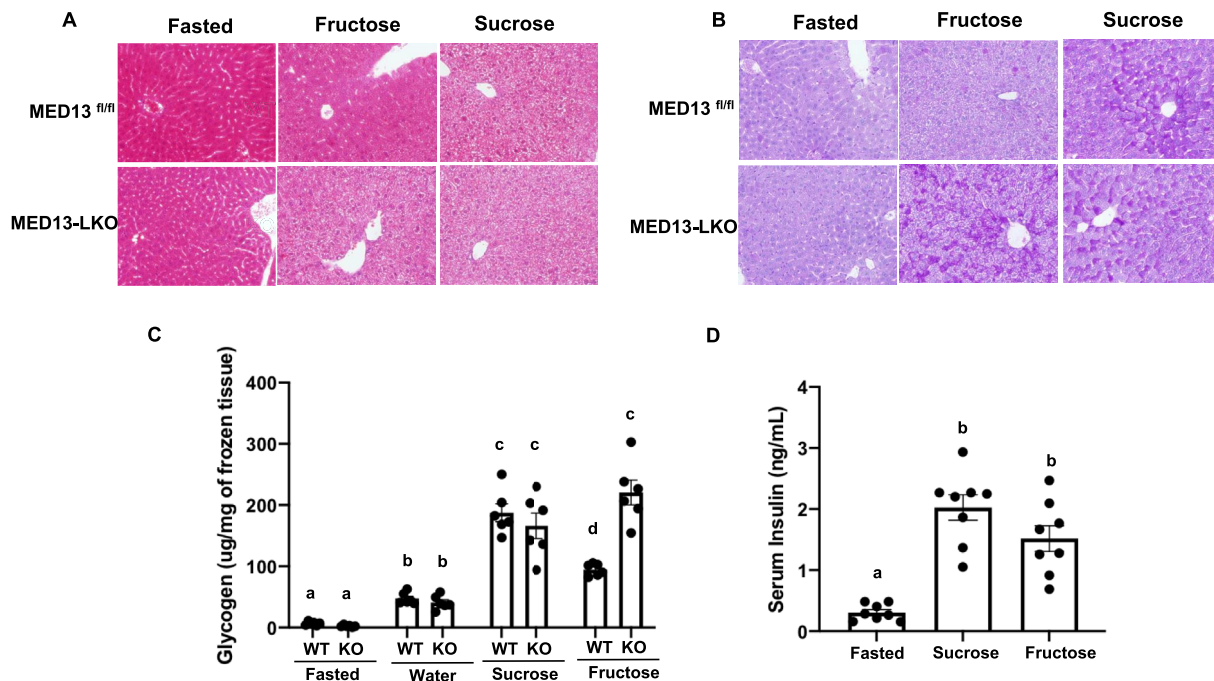 A
Fasted
Fructose
Sucrose
MED13 fl/fl
MED13-LKO
B
Fasted
Fructose
Sucrose
MED13 fl/fl
MED13-LKO
C
Glycogen (ug/mg of frozen tissue)
400
300
200
100
0
a
a
b
b
c
c
d
c
WT
KO
WT
KO
WT
KO
WT
KO
Fasted
Water
Sucrose
Fructose
D
Serum Insulin (ng/mL)
4
3
2
1
0
a
b
b
Fasted
Sucrose
Fructose